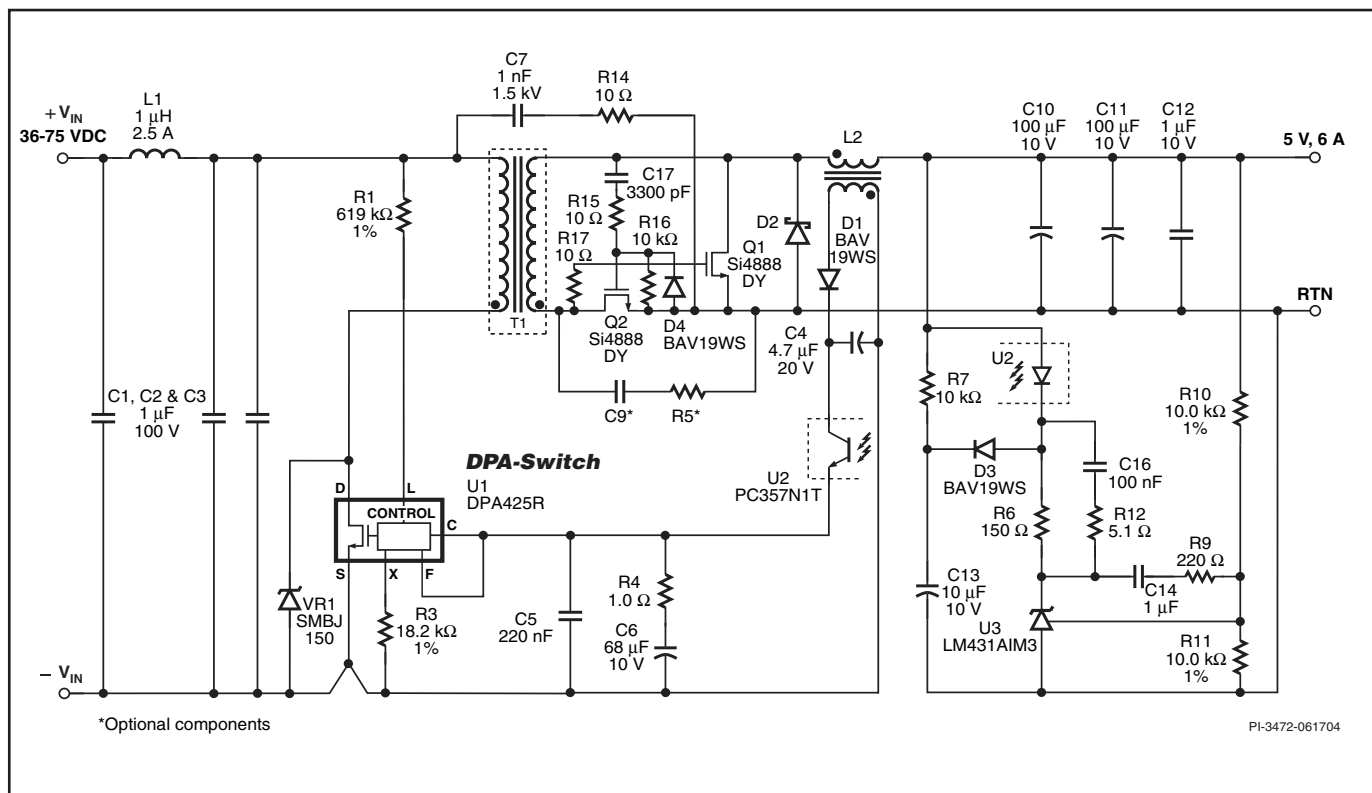 + VIN
36-75 VDC
L1
1 µH
2.5 A
C7
1 nF
1.5 kV
R14
10 Ω
L2
C10
100 µF
10 V
C11
100 µF
10 V
C12
1 µF
10 V
5 V, 6 A
R1
619 kΩ
1%
T1
C17
3300 pF
R15
10 Ω
R16
10 kΩ
R17
10 Ω
Q1
Si4888
DY
D2
D1
BAV
19WS
RTN
Q2
Si4888
DY
D4
BAV19WS
C4
4.7 µF
20 V
C9*
R5*
U2
R7
10 kΩ
R10
10.0 kΩ
1%
C1, C2 & C3
1 µF
100 V
DPA-Switch
U1
DPA425R
D
L
CONTROL
C
S
X
F
U2
PC357N1T
D3
BAV19WS
C16
100 nF
R6
150 Ω
R12
5.1 Ω
R9
220 Ω
C14
1 µF
VR1
SMBJ
150
R3
18.2 kΩ
1%
C5
220 nF
R4
1.0 Ω
C6
68 µF
10 V
C13
10 µF
10 V
U3
LM431AIM3
R11
10.0 kΩ
1%
− VIN
*Optional components
PI-3472-061704